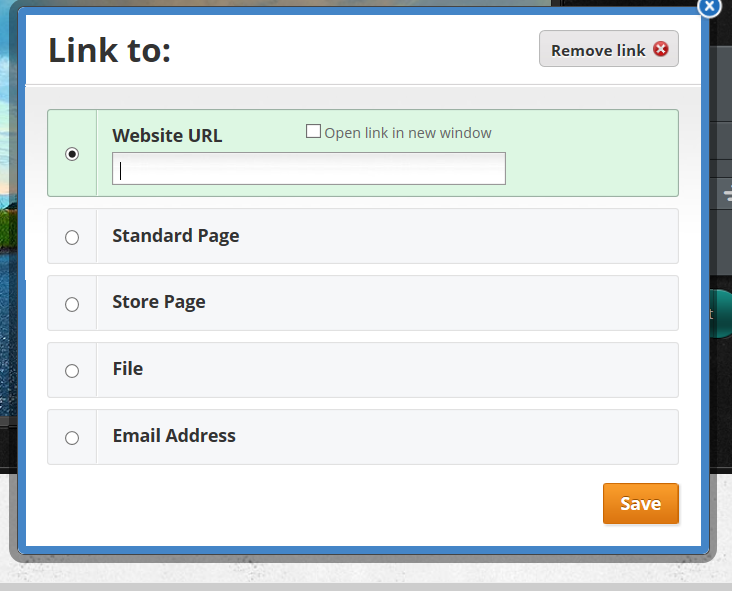 Link to:
Remove link
Website URL
Open link in new window
Standard Page
Store Page
File
Email Address
Save